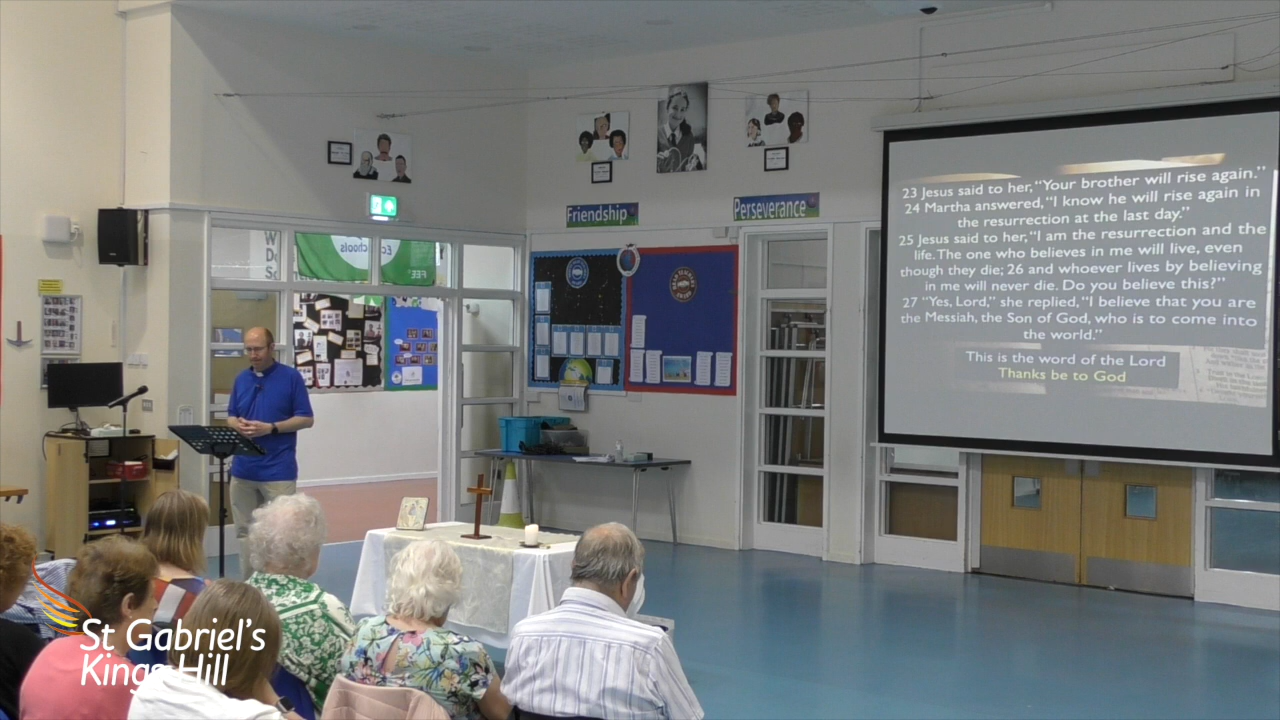 23 Jesus said to her, “Your brother will rise again.”
24 Martha answered, “I know he will rise again in
the resurrection at the last day.”
25 Jesus said to her, “I am the resurrection and the
life. The one who believes in me will live, even
though they die; 26 and whoever lives by believing
in me will never die. Do you believe this?”
27 “Yes, Lord,” she replied, “I believe that you are
the Messiah, the Son of God, who is to come into
the world.”
This is the word of the Lord
Thanks be to God
Friendship
Perseverance
FEE
St Gabriel's
Kings Hill